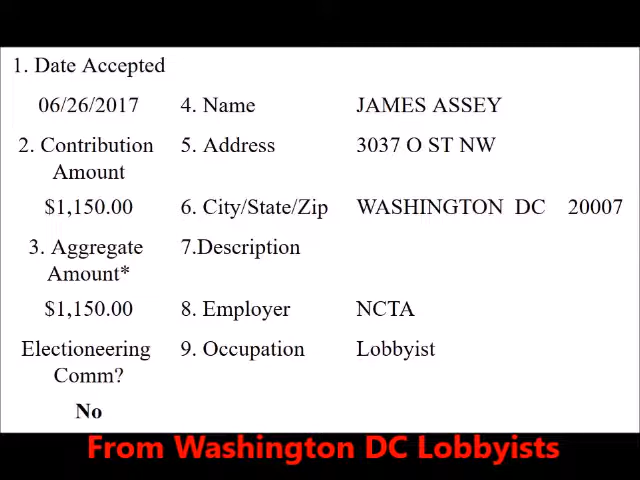 1. Date Accepted
06/26/2017 4. Name JAMES ASSEY
2. Contribution Amount 5. Address 3037 O ST NW
$1,150.00 6. City/State/Zip WASHINGTON DC 20007
3. Aggregate Amount* 7.Description
$1,150.00 8. Employer NCTA
Electioneering Comm? 9. Occupation Lobbyist
No
From Washington DC Lobbyists